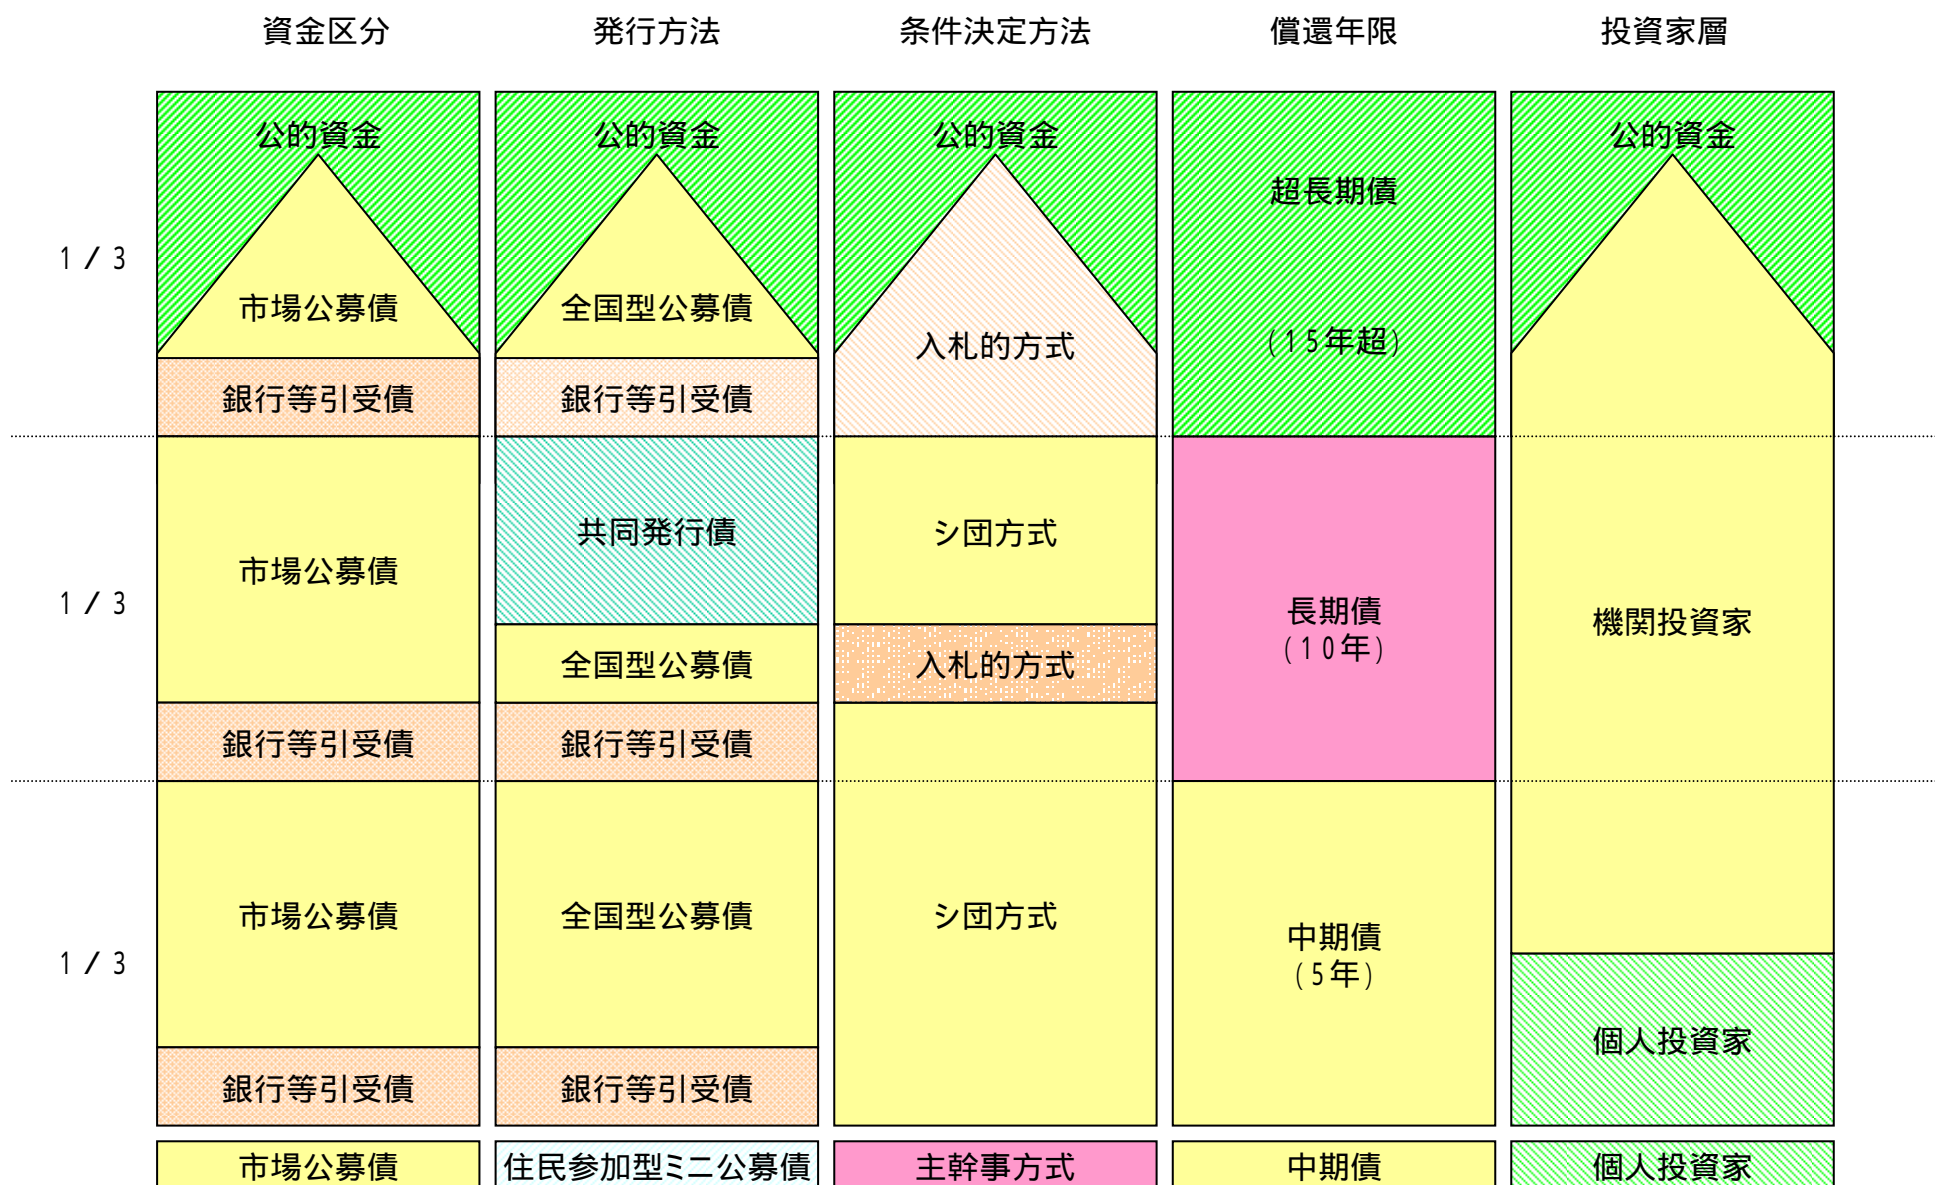 資金区分 発行方法 条件決定方法 償還年限 投資家層
公的資金 公的資金 公的資金 公的資金
超長期債
1/3
市場公募債 全国型公募債
入札的方式 (15年超)
銀行等引受債 銀行等引受債
共同発行債 シ団方式
市場公募債
1/3 長期債 機関投資家
(10年)
全国型公募債 入札的方式
銀行等引受債 銀行等引受債
市場公募債 全国型公募債 シ団方式
中期債
1/3 (5年)
個人投資家
銀行等引受債 銀行等引受債
市場公募債 住民参加型ミニ公募債 主幹事方式 中期債 個人投資家